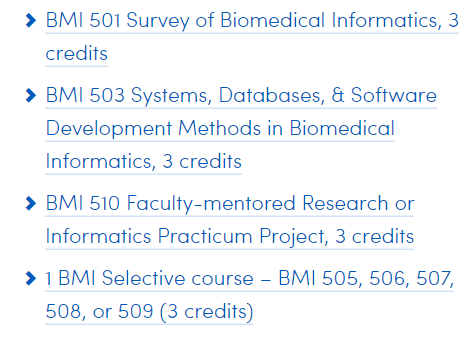 BMI 501 Survey of Biomedical Informatics, 3
credits
BMI 503 Systems, Databases, & Software
Development Methods in Biomedical
Informatics, 3 credits
BMI 510 Faculty-mentored Research or
Informatics Practicum Project, 3 credits
1 BMI Selective course – BMI 505, 506, 507,
508, or 509 (3 credits)